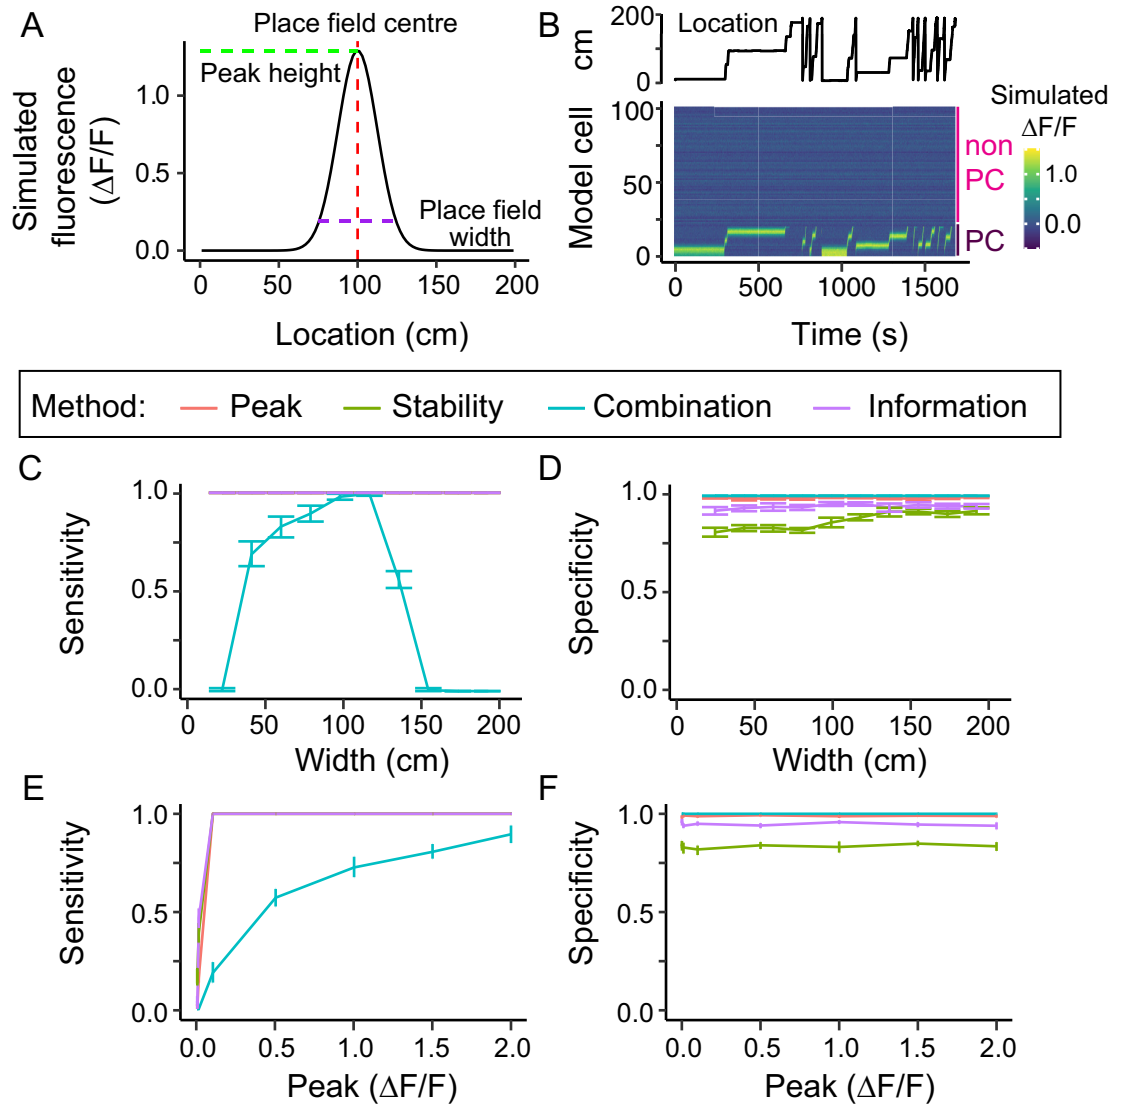 A
Place field centre
Peak height
Place field
width
Simulated
fluorescence
(ΔF/F)
1.0
0.5
0.0
0 50 100 150 200
Location (cm)
B
Location
cm
200
0
Model cell
100
50
0
non
PC
PC
Simulated
ΔF/F
1.0
0.0
0 500 1000 1500
Time (s)
Method: Peak Stability Combination Information
C
Sensitivity
1.0
0.5
0.0
0 50 100 150 200
Width (cm)
D
Specificity
1.0
0.5
0.0
0 50 100 150 200
Width (cm)
E
Sensitivity
1.0
0.5
0.0
0.0 0.5 1.0 1.5 2.0
Peak (ΔF/F)
F
Specificity
1.0
0.5
0.0
0.0 0.5 1.0 1.5 2.0
Peak (ΔF/F)